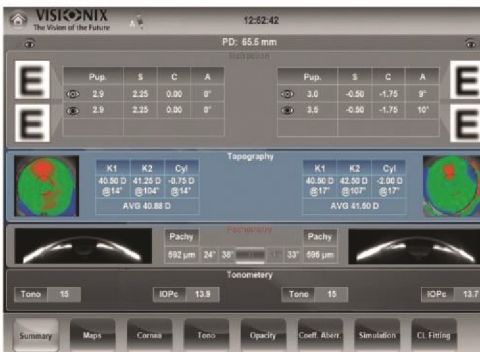 VISIONIX
The Vision of the Future
12:52:42
PD: 65.5 mm
Refraction
E
E
Pup. S C A
2.9 2.25 0.00 0°
2.9 2.25 0.00 0°
Pup. S C A
3.0 -0.50 -1.75 9°
3.5 -0.50 -1.75 10°
E
E
Topography
K1 K2 Cyl
40.50 D 41.25 D -0.75 D
@14° @104° @14°
AVG 40.88 D
K1 K2 Cyl
40.50 D 42.50 D -2.00 D
@17° @107° @17°
AVG 41.50 D
Pachymetry
Pachy
592 µm 24° 38°
Pachy
33° 595 µm
Tonometery
Tono 15
IOPc 13.9
Tono 15
IOPc 13.7
Summary
Maps
Cornea
Tono
Opacity
Coeff. Aberr.
Simulation
CL Fitting